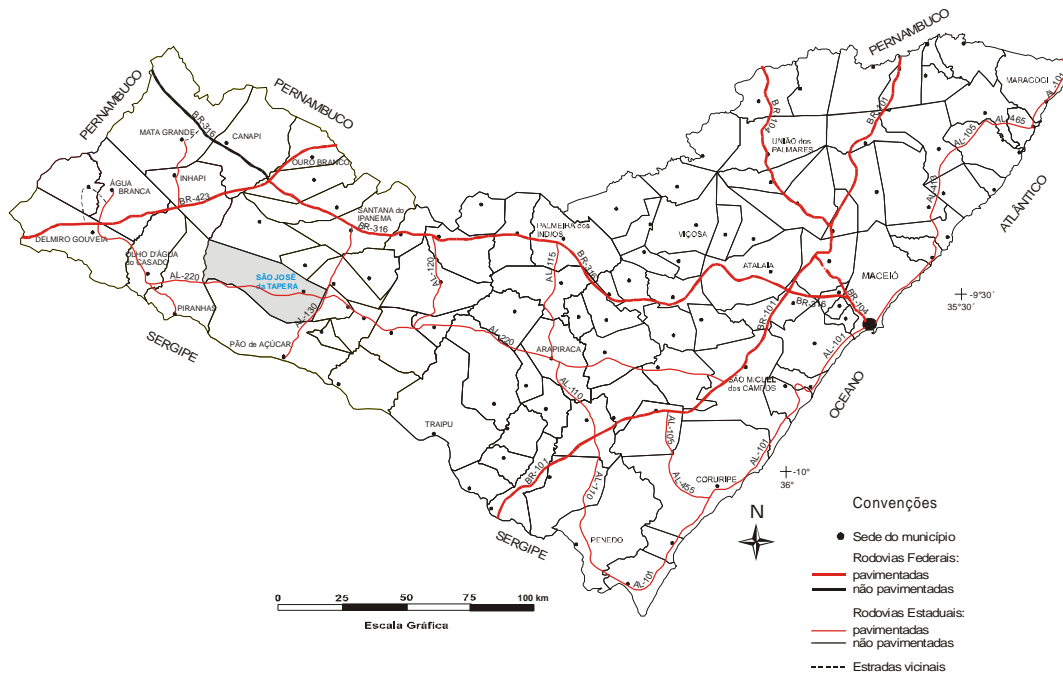 PERNAMBUCO
MARACOCI
AL-101
PERNAMBUCO
PERNAMBUCO
BR-316
MATA GRANDE
CANAPI
OURO BRANCO
INHAPI
ÁGUA
BRANCA
BR-423
DELMIRO GOUVEIA
OLHO D'ÁGUA
do CASADO
AL-220
PIRANHAS
SÃO JOSÉ
da TAPERA
AL-130
PÃO de AÇÚCAR
SERGIPE
SANTANA do
IPANEMA
BR-316
AL-120
PALMEIRA dos
ÍNDIOS
AL-115
BR-316
VIÇOSA
ATALAIA
BR-104
UNIÃO dos
PALMARES
BR-101
AL-105
AL-465
AL-413
ATLÂNTICO
MACEIÓ
BR-316
BR-104
BR-101
-9°30´
35°30´
AL-101
OCEANO
AL-220
ARAPIRACA
AL-110
SÃO MIGUEL
dos CAMPOS
TRAIPU
BR-101
AL-110
AL-105
AL-455
CORURIPE
AL-101
-10°
36°
SERGIPE
PENEDO
AL-101
N
0 25 50 75 100 km
Escala Gráfica
Convenções
Sede do município
Rodovias Federais:
pavimentadas
não pavimentadas
Rodovias Estaduais:
pavimentadas
não pavimentadas
Estradas vicinais